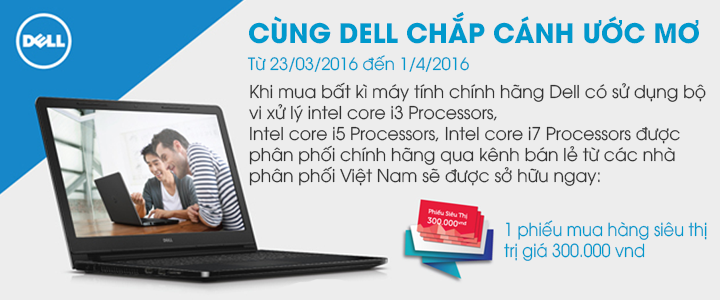 DELL
CÙNG DELL CHẮP CÁNH ƯỚC MƠ
Từ 23/03/2016 đến 1/4/2016
Khi mua bất kì máy tính chính hãng Dell có sử dụng bộ
vi xử lý intel core i3 Processors,
Intel core i5 Processors, Intel core i7 Processors được
phân phối chính hãng qua kênh bán lẻ từ các nhà
phân phối Việt Nam sẽ được sở hữu ngay:
Phiếu Siêu Thị
300.000vnd
1 phiếu mua hàng siêu thị
trị giá 300.000 vnd
DELL